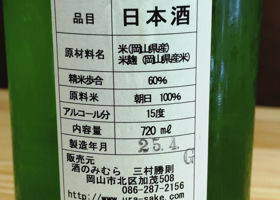 品目 日本酒
原材料名 米(岡山県産)
米麹(岡山県産米)
精米歩合 60%
原料米 朝日 100%
アルコール分 15度
内容量 720 ml
製造年月 25.4
G
販売元
酒のみむら 三村勝則
岡山市北区加茂508
086-287-2156
http://www.ura-sake.com